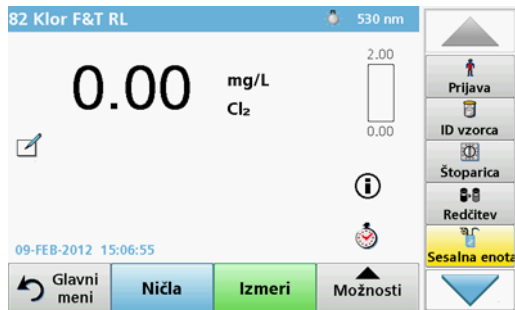 82 Klor F&T RL
530 nm
0.00
mg/L
Cl₂
2.00
0.00
i
09-FEB-2012 15:06:55
Glavni
meni
Ničla
Izmeri
Možnosti
Prijava
ID vzorca
Štoparica
Redčitev
Sesalna enota